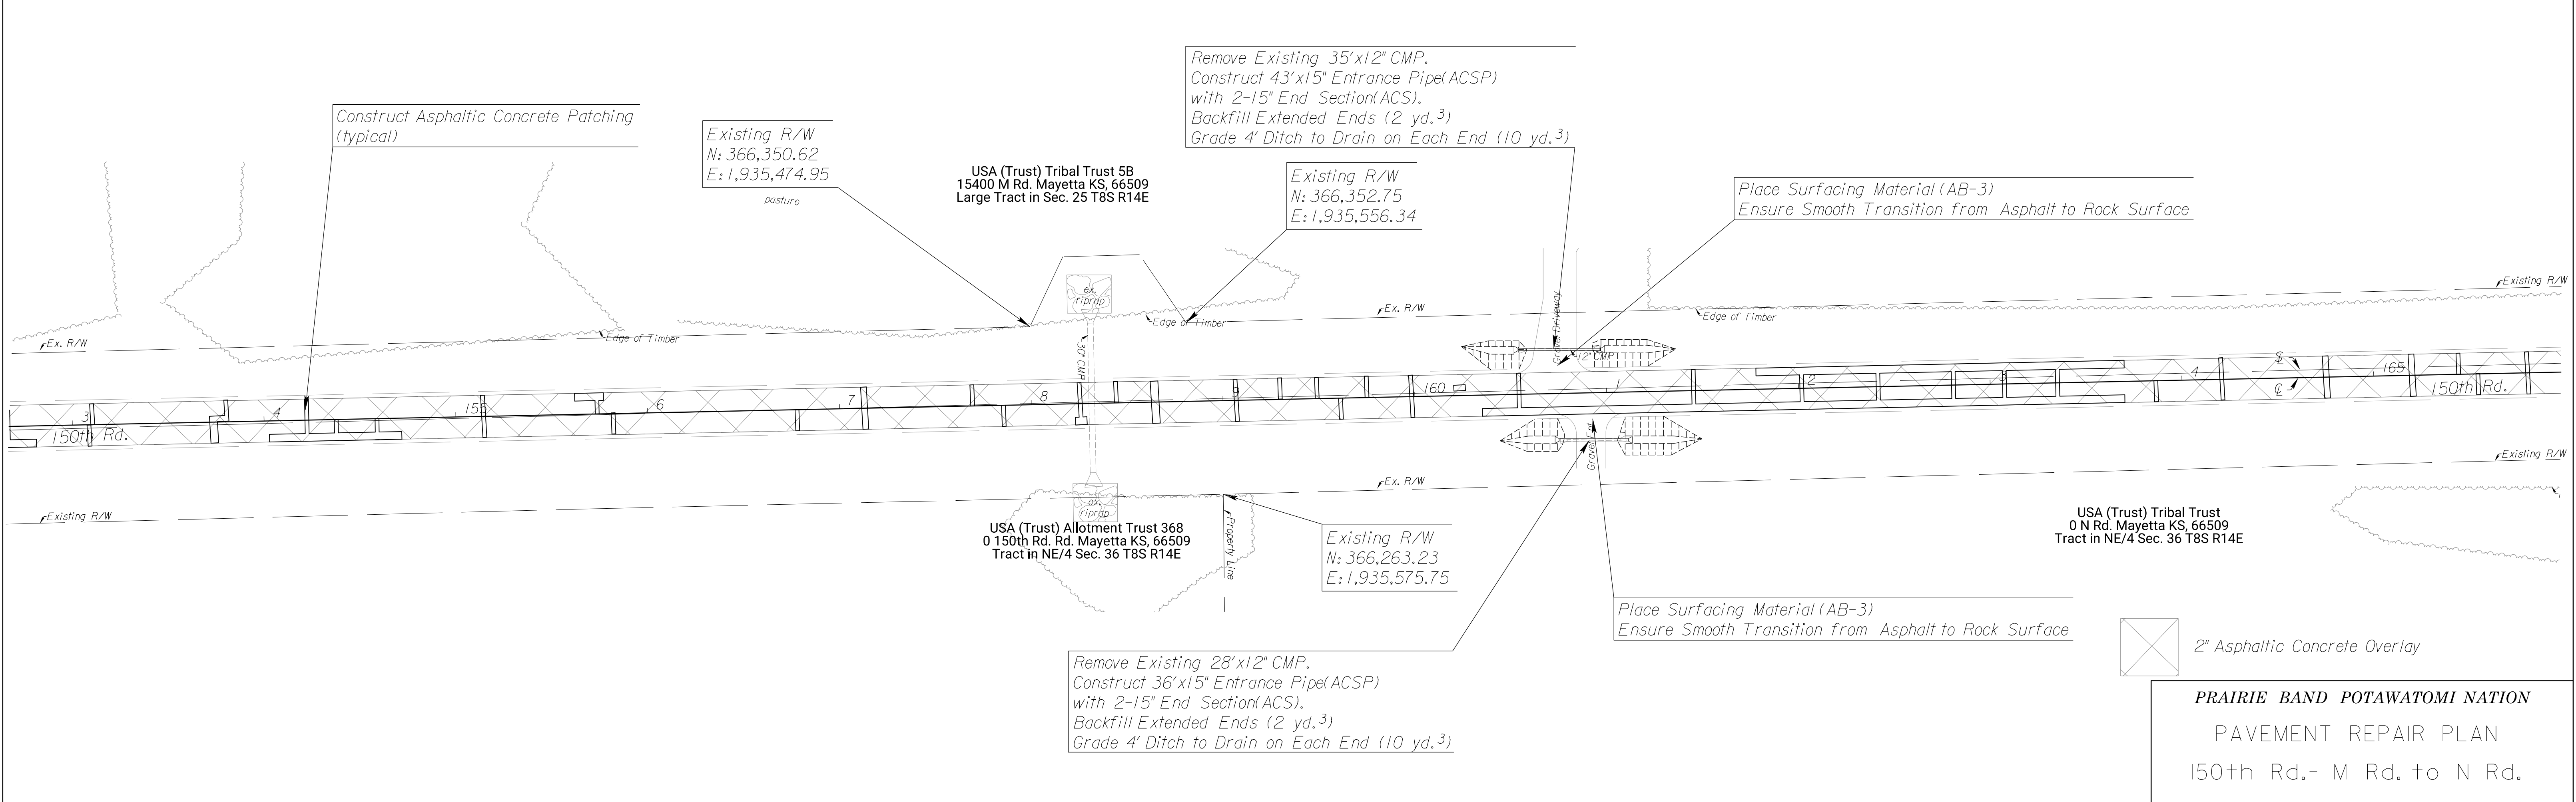 Remove Existing 35'x12" CMP.
Construct 43'x15" Entrance Pipe(ACSP)
with 2-15" End Section(ACS).
Backfill Extended Ends (2 yd.³)
Grade 4' Ditch to Drain on Each End (10 yd.³)
Construct Asphaltic Concrete Patching
(typical)
Existing R/W
N: 366,350.62
E: 1,935,474.95
pasture
USA (Trust) Tribal Trust 5B
15400 M Rd. Mayetta KS, 66509
Large Tract in Sec. 25 T8S R14E
Existing R/W
N: 366,352.75
E: 1,935,556.34
Place Surfacing Material (AB-3)
Ensure Smooth Transition from Asphalt to Rock Surface
Existing R/W
ex.
riprap
Ex. R/W
Edge of Timber
Edge of Timber
Ex. R/W
Gravel Driveway
Edge of Timber
30" CMP
12" CMP
3
4
155
6
7
8
9
160
1
2
3
4
165
150th Rd.
150th Rd.
℄
℄
Gravel Ent
Existing R/W
Ex. R/W
Existing R/W
ex.
riprap
USA (Trust) Allotment Trust 368
0 150th Rd. Rd. Mayetta KS, 66509
Tract in NE/4 Sec. 36 T8S R14E
Property Line
Existing R/W
N: 366,263.23
E: 1,935,575.75
USA (Trust) Tribal Trust
0 N Rd. Mayetta KS, 66509
Tract in NE/4 Sec. 36 T8S R14E
Place Surfacing Material (AB-3)
Ensure Smooth Transition from Asphalt to Rock Surface
Remove Existing 28'x12" CMP.
Construct 36'x15" Entrance Pipe(ACSP)
with 2-15" End Section(ACS).
Backfill Extended Ends (2 yd.³)
Grade 4' Ditch to Drain on Each End (10 yd.³)
2" Asphaltic Concrete Overlay
PRAIRIE BAND POTAWATOMI NATION
PAVEMENT REPAIR PLAN
150th Rd.- M Rd. to N Rd.